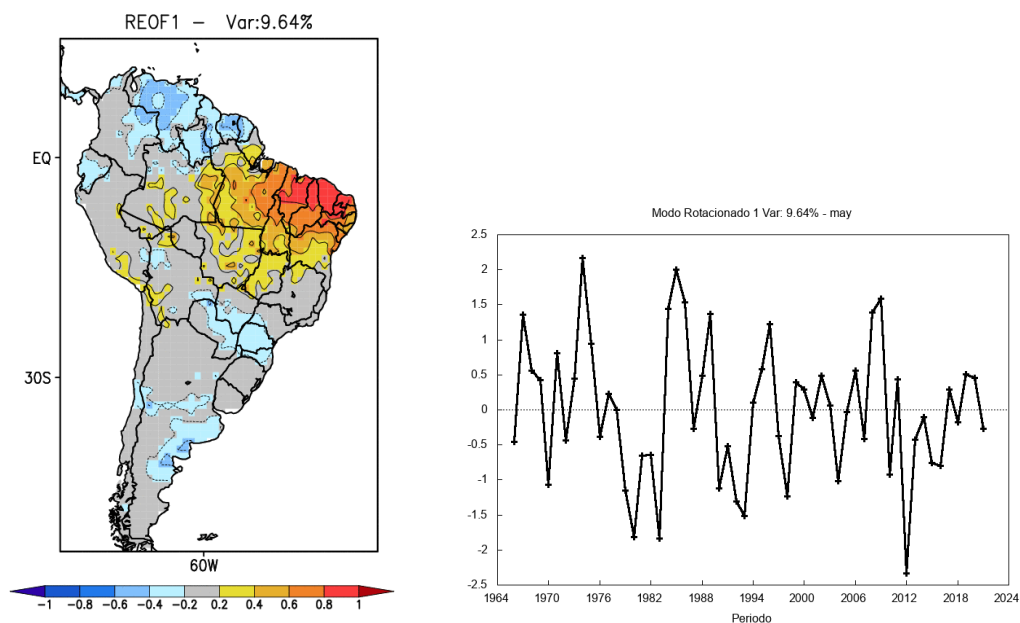 REOF1 – Var:9.64%
EQ
30S
60W
−1 −0.8 −0.6 −0.4 −0.2 0.2 0.4 0.6 0.8 1
Modo Rotacionado 1 Var: 9.64% - may
2.5
2
1.5
1
0.5
0
-0.5
-1
-1.5
-2
-2.5
1964 1970 1976 1982 1988 1994 2000 2006 2012 2018 2024
Periodo